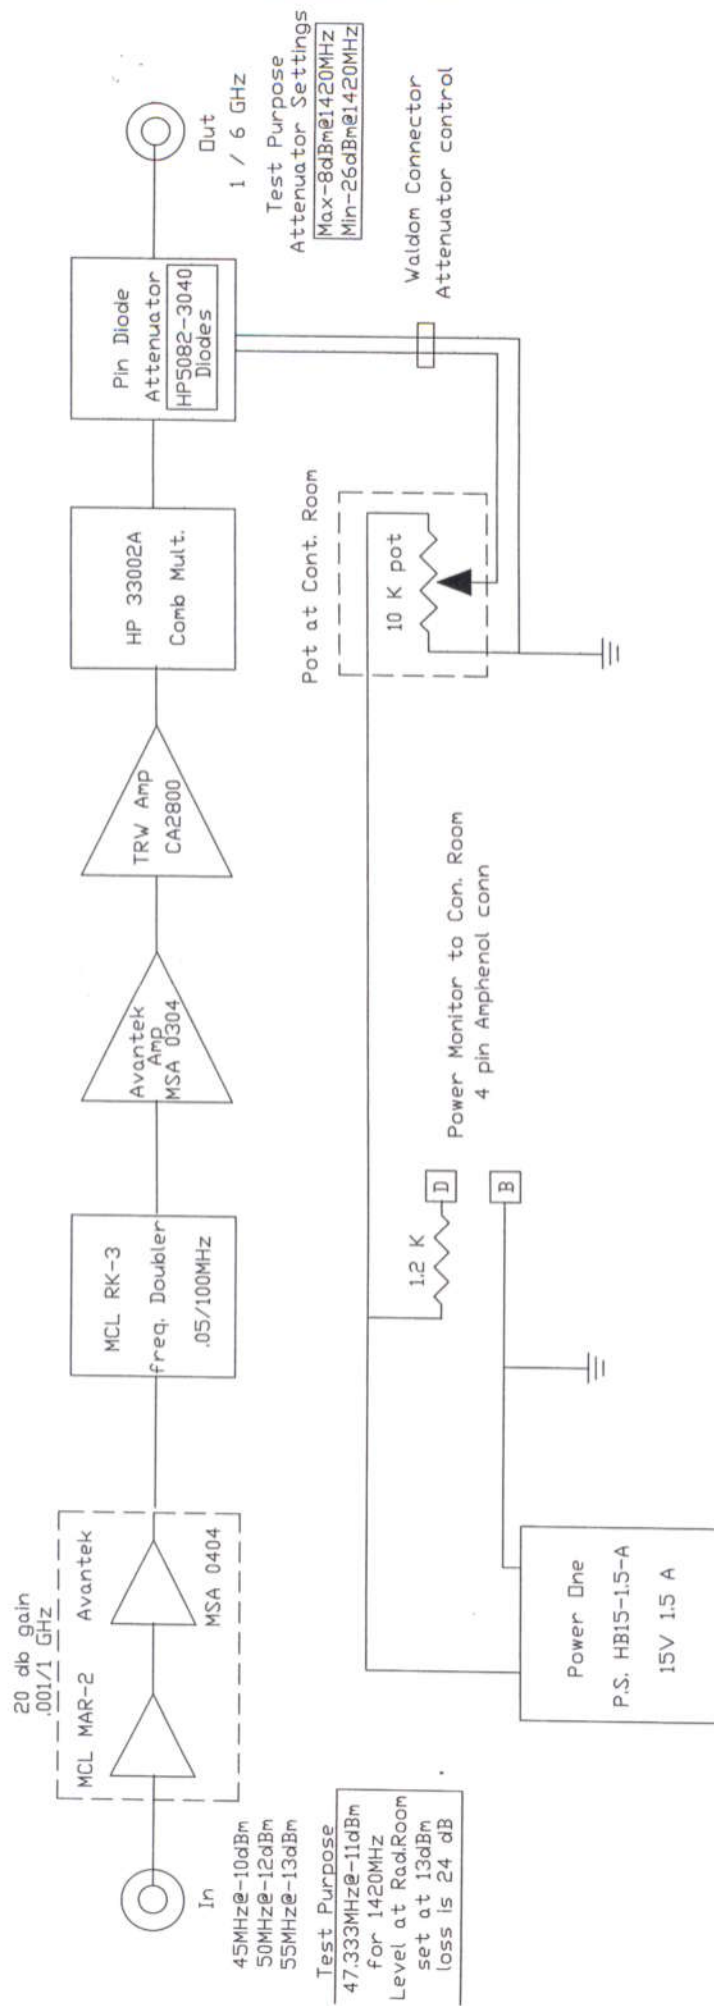 20 db gain
.001/1 GHz
MCL MAR-2
Avantek
MSA 0404
In
45MHz@-10dBm
50MHz@-12dBm
55MHz@-13dBm
Test Purpose
47.333MHz@-11dBm
for 1420MHz
Level at Rad.Room
set at 13dBm
loss is 24 dB
MCL RK-3
freq. Doubler
.05/100MHz
Avantek
Amp
MSA 0304
TRW Amp
CA2800
HP 33002A
Comb Mult.
Pin Diode
Attenuator
HP5082-3040
Diodes
Out
1 / 6 GHz
Test Purpose
Attenuator Settings
Max-8dBm@1420MHz
Min-26dBm@1420MHz
Power One
P.S. HB15-1.5-A
15V 1.5 A
1.2 K
D
B
Power Monitor to Con. Room
4 pin Amphenol conn
Pot at Cont. Room
10 K pot
Waldom Connector
Attenuator control